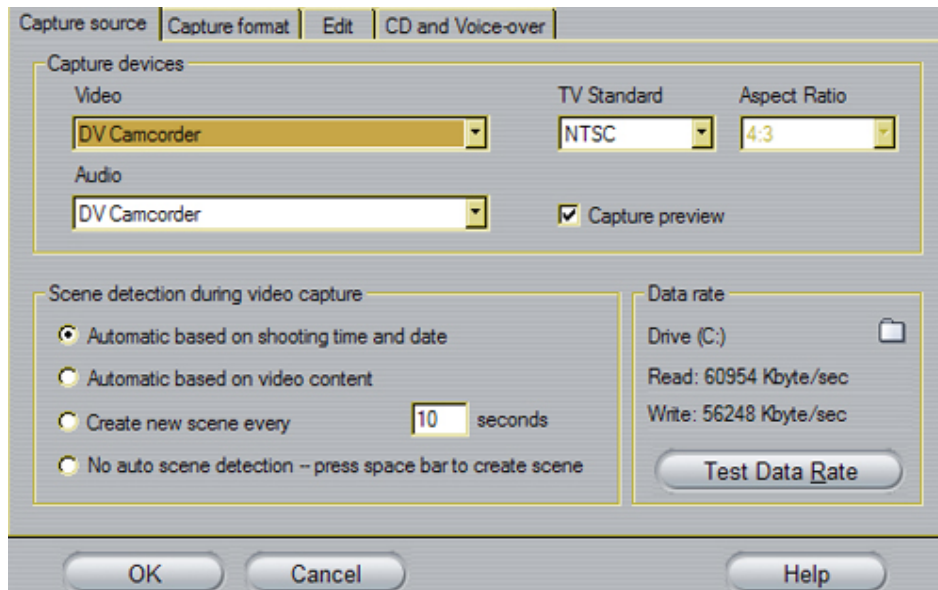 Capture source Capture format Edit CD and Voice-over
Capture devices
Video TV Standard Aspect Ratio
DV Camcorder NTSC 4:3
Audio
DV Camcorder Capture preview
Scene detection during video capture Data rate
Automatic based on shooting time and date Drive (C:)
Automatic based on video content Read: 60954 Kbyte/sec
Create new scene every 10 seconds Write: 56248 Kbyte/sec
No auto scene detection -- press space bar to create scene Test Data Rate
OK Cancel Help